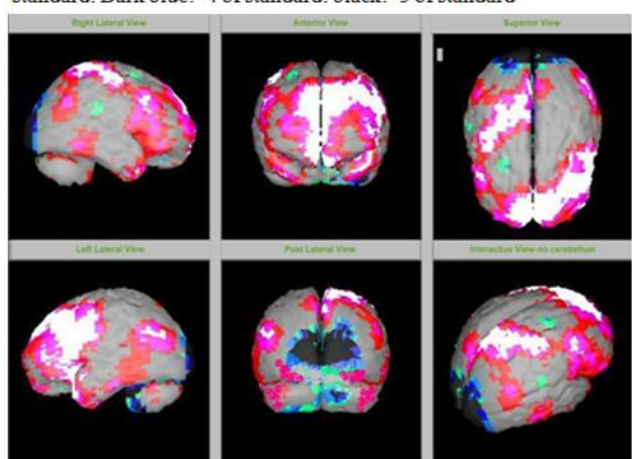 standard. Dark blue: -4 of standard. black: -5 of standard
Right Lateral View
Anterior View
Superior View
Left Lateral View
Post Lateral View
Interactive View-no cerebellum